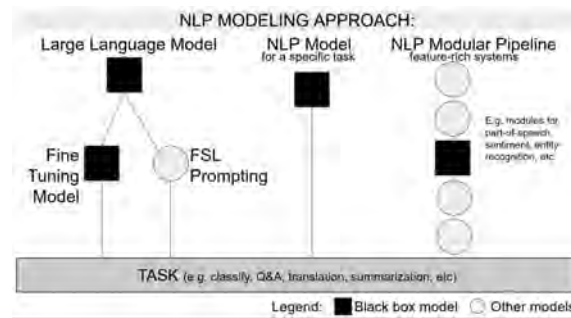 NLP MODELING APPROACH:
Large Language Model
NLP Model
for a specific task
NLP Modular Pipeline
feature-rich systems
E.g. modules for
part-of-speech,
sentiment, entity
recognition, etc
Fine
Tuning
Model
FSL
Prompting
TASK (e.g. classify, Q&A, translation, summarization, etc)
Legend: Black box model Other models